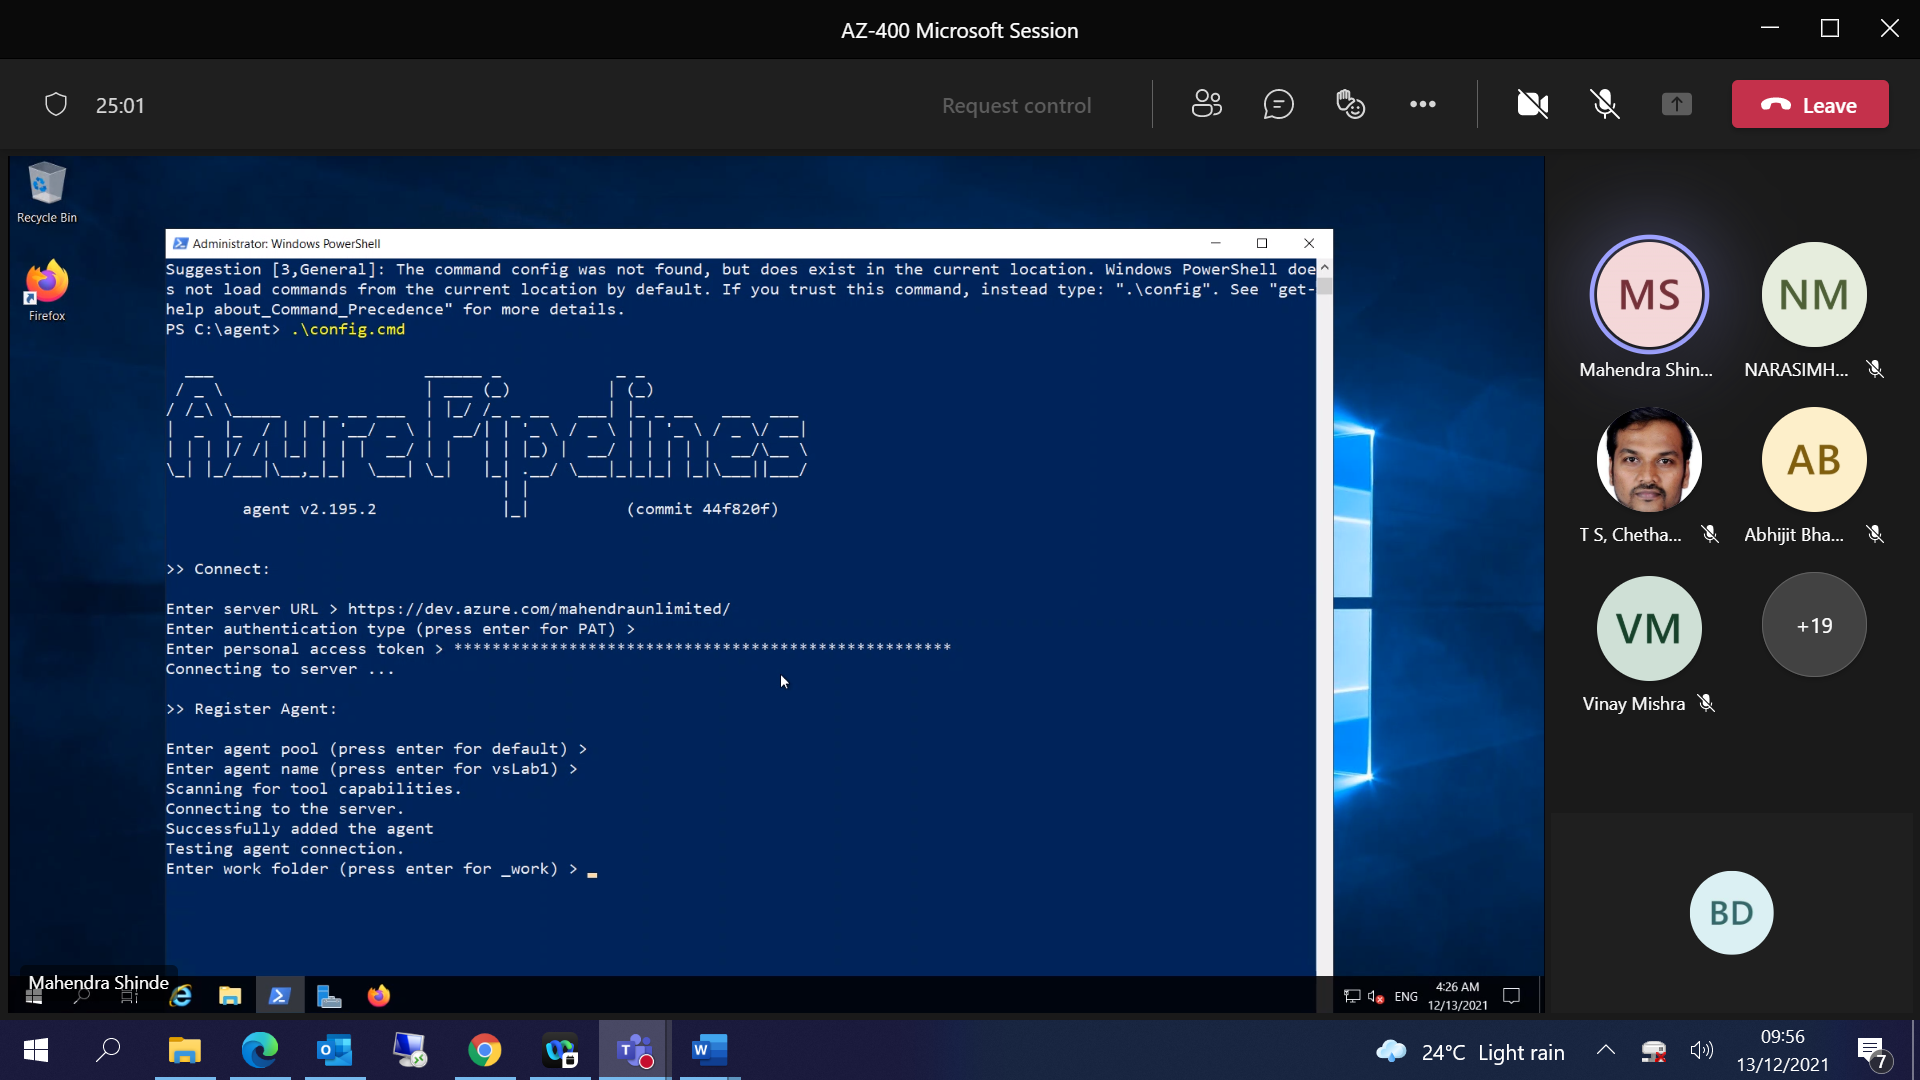 AZ-400 Microsoft Session
25:01
Request control
Leave
Recycle Bin
Firefox
Administrator: Windows PowerShell
Suggestion [3,General]: The command config was not found, but does exist in the current location. Windows PowerShell doe
s not load commands from the current location by default. If you trust this command, instead type: ".\config". See "get-
help about_Command_Precedence" for more details.
PS C:\agent> .\config.cmd
AzurePipelines
agent v2.195.2 (commit 44f820f)
>> Connect:
Enter server URL > https://dev.azure.com/mahendraunlimited/
Enter authentication type (press enter for PAT) >
Enter personal access token > ****************************************************
Connecting to server ...
>> Register Agent:
Enter agent pool (press enter for default) >
Enter agent name (press enter for vsLab1) >
Scanning for tool capabilities.
Connecting to the server.
Successfully added the agent
Testing agent connection.
Enter work folder (press enter for _work) > _
Mahendra Shinde
ENG
4:26 AM
12/13/2021
MS
Mahendra Shin...
NM
NARASIMH...
T S, Chetha...
AB
Abhijit Bha...
VM
Vinay Mishra
+19
BD
24°C Light rain
09:56
13/12/2021
7